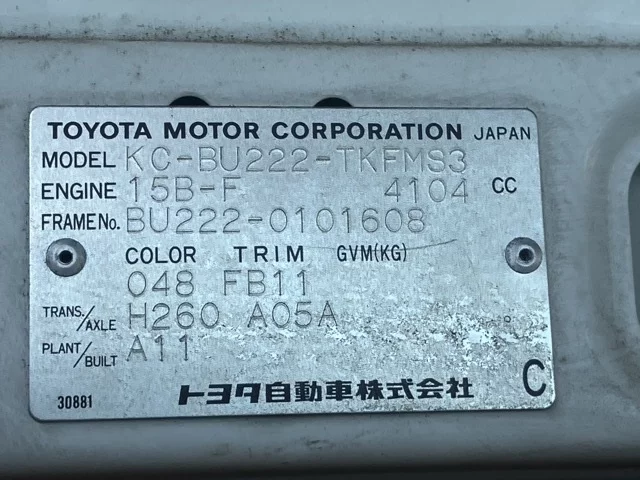 TOYOTA MOTOR CORPORATION JAPAN
MODEL KC-BU222-TKFMS3
ENGINE 15B-F 4104 CC
FRAME No. BU222-0101608
COLOR TRIM GVM(KG)
048 FB11
TRANS./AXLE H260 A05A
PLANT/BUILT A11
30881 トヨタ自動車株式会社 C